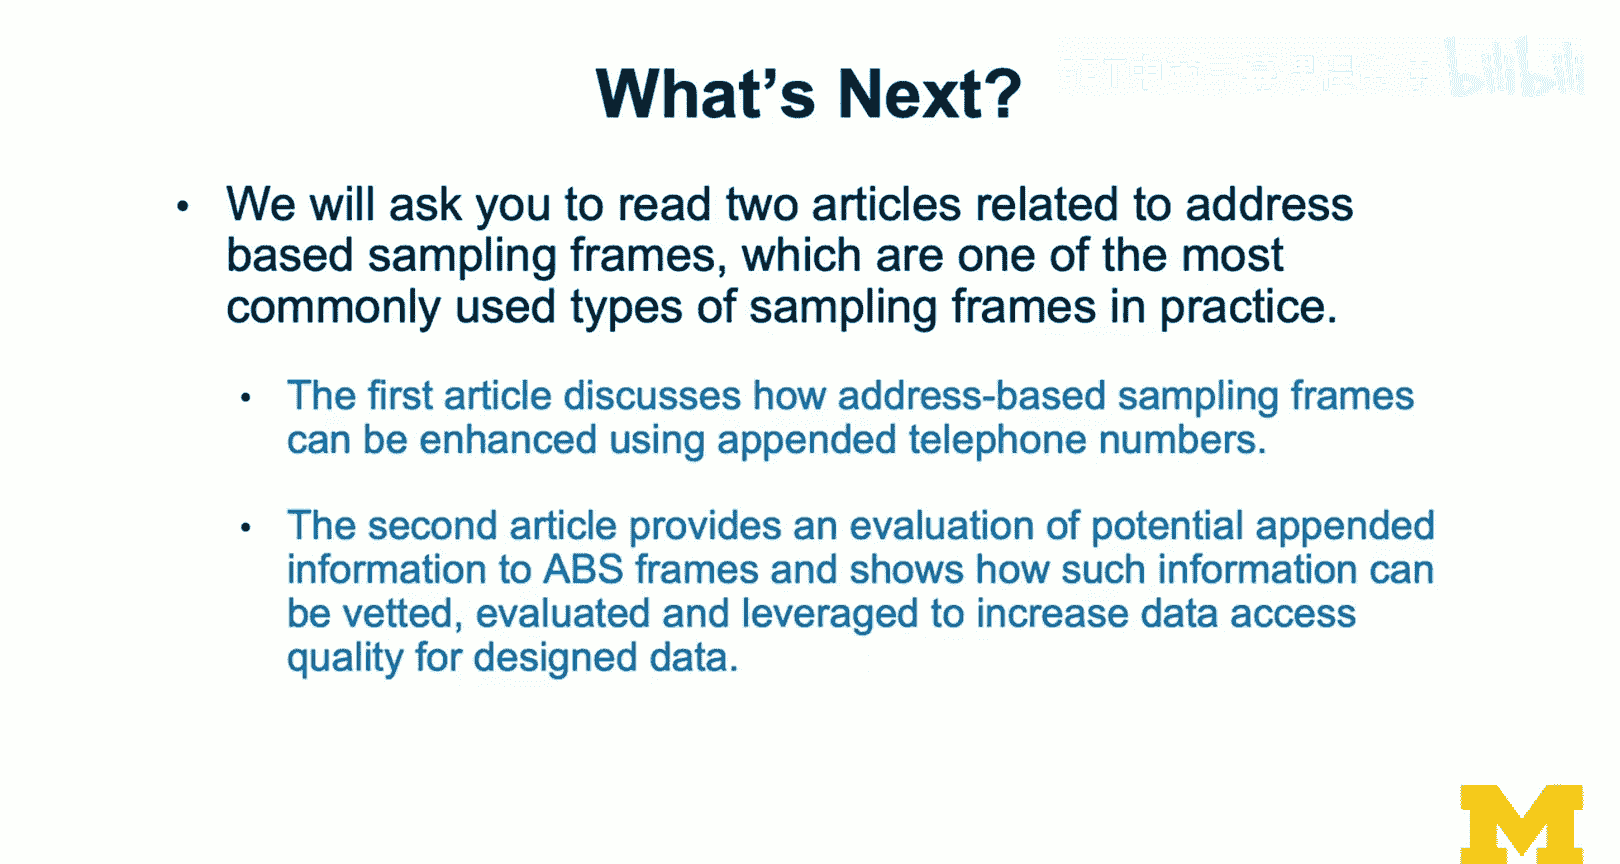 What's Next?
• We will ask you to read two articles related to address
based sampling frames, which are one of the most
commonly used types of sampling frames in practice.
• The first article discusses how address-based sampling frames
can be enhanced using appended telephone numbers.
• The second article provides an evaluation of potential appended
information to ABS frames and shows how such information can
be vetted, evaluated and leveraged to increase data access
quality for designed data.
bilibili
M